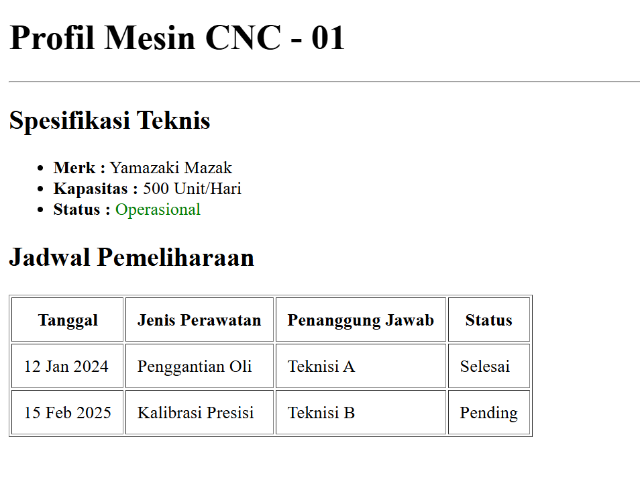 Profil Mesin CNC - 01
Spesifikasi Teknis
Merk : Yamazaki Mazak
Kapasitas : 500 Unit/Hari
Status : Operasional
Jadwal Pemeliharaan
Tanggal Jenis Perawatan Penanggung Jawab Status
12 Jan 2024 Penggantian Oli Teknisi A Selesai
15 Feb 2025 Kalibrasi Presisi Teknisi B Pending